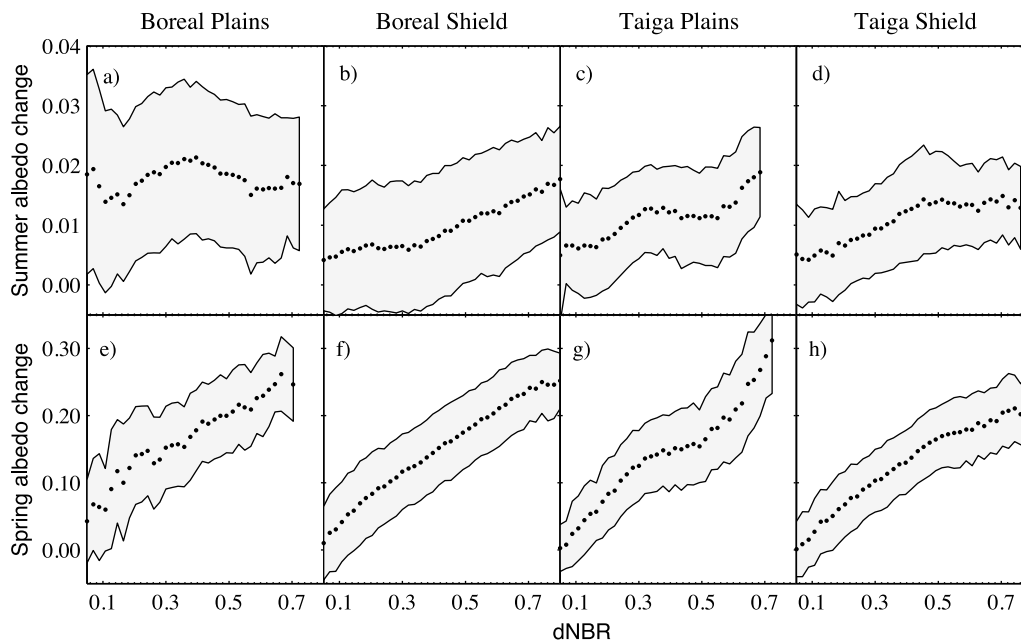 Boreal Plains Boreal Shield Taiga Plains Taiga Shield
0.04
a) b) c) d)
0.03
0.02
0.01
0.00
Summer albedo change
e) f) g) h)
0.30
0.20
0.10
0.00
Spring albedo change
0.1 0.3 0.5 0.7 0.1 0.3 0.5 0.7 0.1 0.3 0.5 0.7 0.1 0.3 0.5 0.7
dNBR